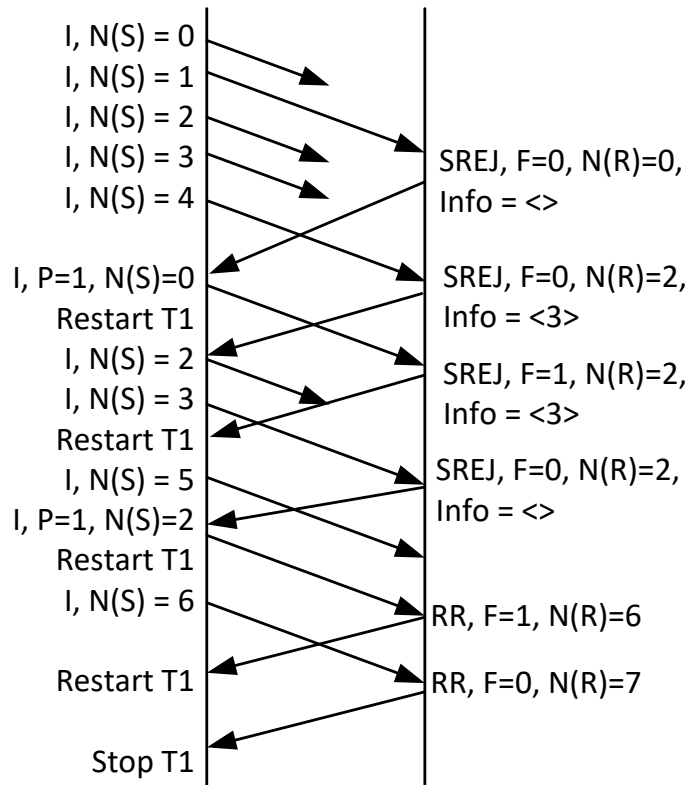 I, N(S) = 0
I, N(S) = 1
I, N(S) = 2
I, N(S) = 3
I, N(S) = 4
I, P=1, N(S)=0
Restart T1
I, N(S) = 2
I, N(S) = 3
Restart T1
I, N(S) = 5
I, P=1, N(S)=2
Restart T1
I, N(S) = 6
Restart T1
Stop T1
SREJ, F=0, N(R)=0,
Info = <>
SREJ, F=0, N(R)=2,
Info = <3>
SREJ, F=1, N(R)=2,
Info = <3>
SREJ, F=0, N(R)=2,
Info = <>
RR, F=1, N(R)=6
RR, F=0, N(R)=7